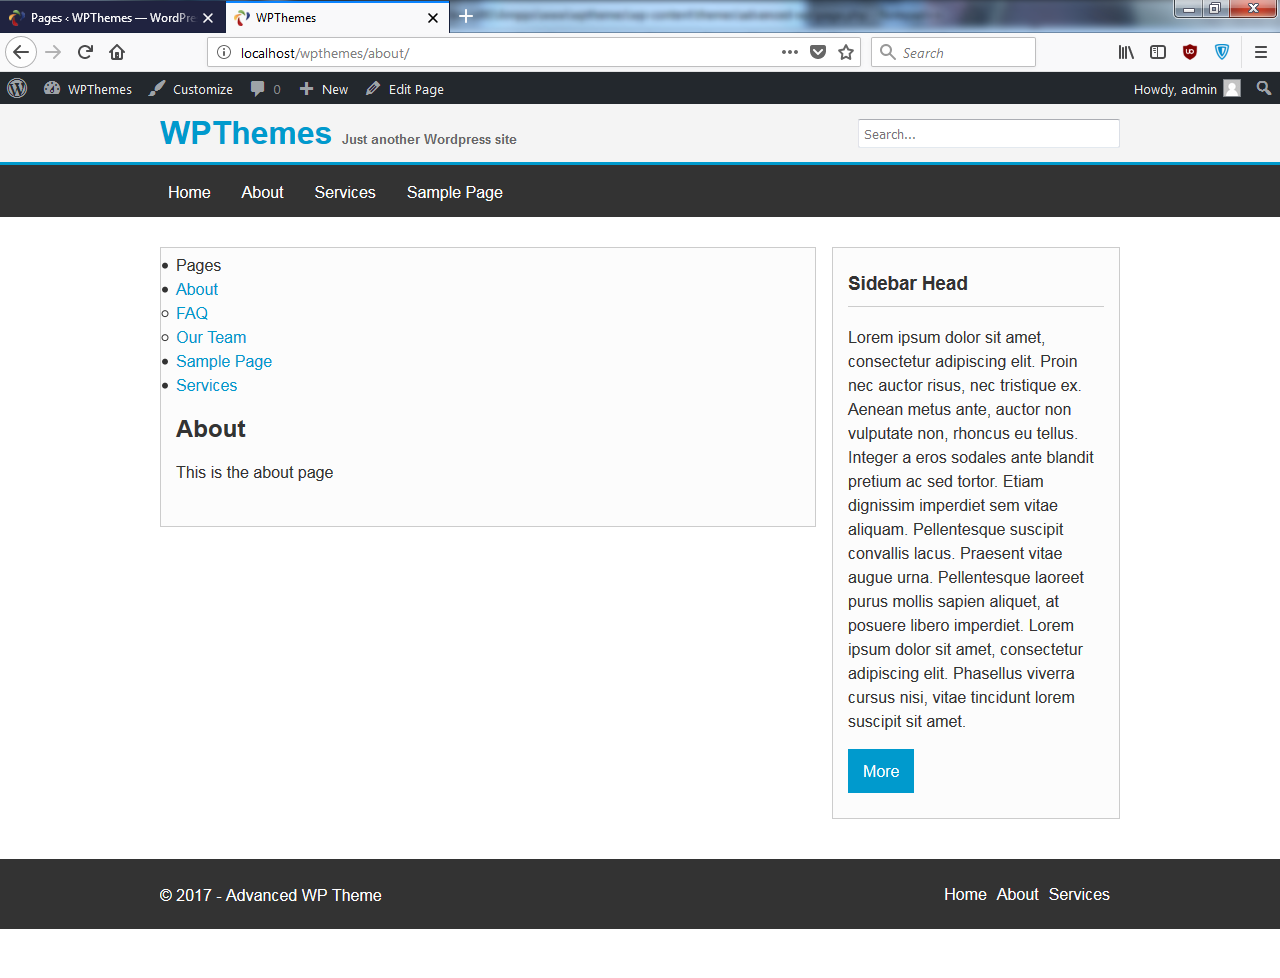 Pages ‹ WPThemes — WordPre
WPThemes
localhost/wpthemes/about/
Search
WPThemes
Customize
0
New
Edit Page
Howdy, admin
WPThemes
Just another Wordpress site
Search...
Home
About
Services
Sample Page
Pages
About
FAQ
Our Team
Sample Page
Services
About
This is the about page
Sidebar Head
Lorem ipsum dolor sit amet,
consectetur adipiscing elit. Proin
nec auctor risus, nec tristique ex.
Aenean metus ante, auctor non
vulputate non, rhoncus eu tellus.
Integer a eros sodales ante blandit
pretium ac sed tortor. Etiam
dignissim imperdiet sem vitae
aliquam. Pellentesque suscipit
convallis lacus. Praesent vitae
augue urna. Pellentesque laoreet
purus mollis sapien aliquet, at
posuere libero imperdiet. Lorem
ipsum dolor sit amet, consectetur
adipiscing elit. Phasellus viverra
cursus nisi, vitae tincidunt lorem
suscipit sit amet.
More
© 2017 - Advanced WP Theme
Home
About
Services